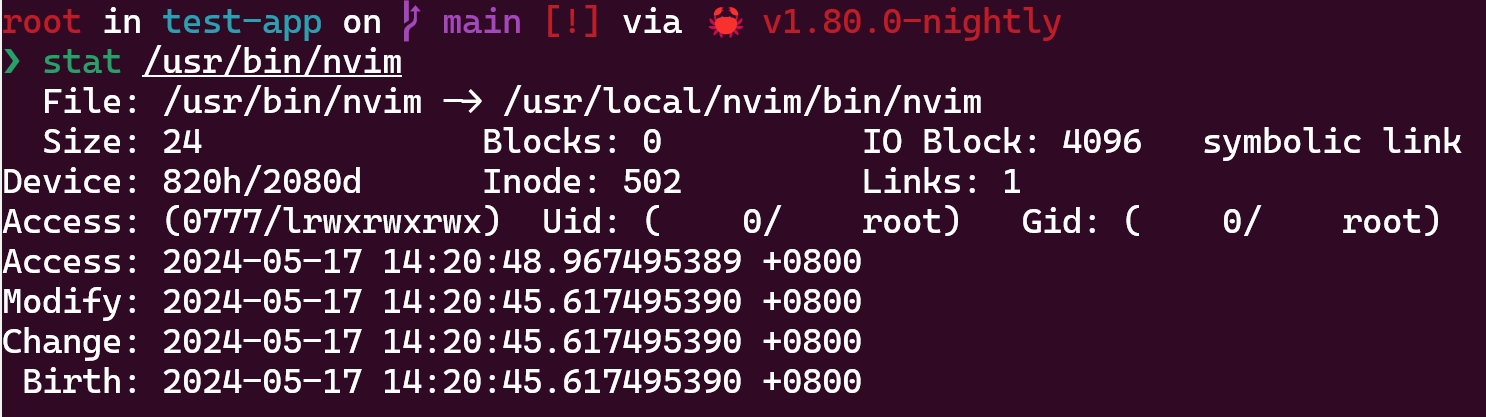 root in test-app on  main [!] via 🦀 v1.80.0-nightly
❯ stat /usr/bin/nvim
  File: /usr/bin/nvim -> /usr/local/nvim/bin/nvim
  Size: 24              Blocks: 0          IO Block: 4096   symbolic link
Device: 820h/2080d      Inode: 502         Links: 1
Access: (0777/lrwxrwxrwx)  Uid: (    0/    root)   Gid: (    0/    root)
Access: 2024-05-17 14:20:48.967495389 +0800
Modify: 2024-05-17 14:20:45.617495390 +0800
Change: 2024-05-17 14:20:45.617495390 +0800
 Birth: 2024-05-17 14:20:45.617495390 +0800